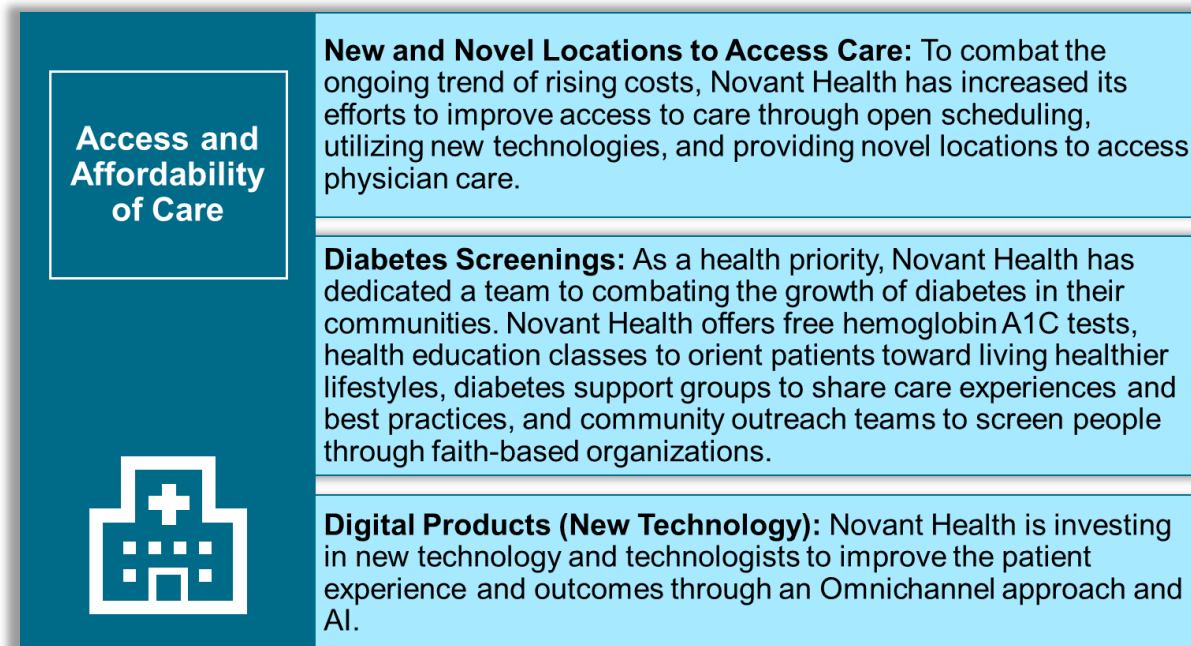 Access and
Affordability
of Care
New and Novel Locations to Access Care: To combat the
ongoing trend of rising costs, Novant Health has increased its
efforts to improve access to care through open scheduling,
utilizing new technologies, and providing novel locations to access
physician care.
Diabetes Screenings: As a health priority, Novant Health has
dedicated a team to combating the growth of diabetes in their
communities. Novant Health offers free hemoglobin A1C tests,
health education classes to orient patients toward living healthier
lifestyles, diabetes support groups to share care experiences and
best practices, and community outreach teams to screen people
through faith-based organizations.
Digital Products (New Technology): Novant Health is investing
in new technology and technologists to improve the patient
experience and outcomes through an Omnichannel approach and
AI.